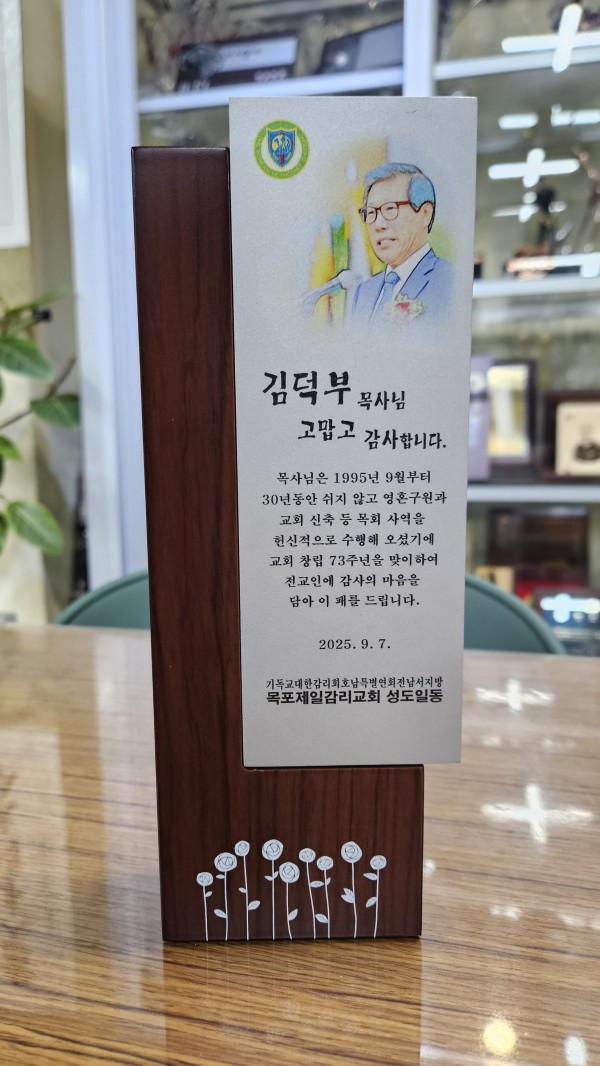 김덕부 목사님
고맙고 감사합니다.
목사님은 1995년 9월부터
30년동안 쉬지 않고 영혼구원과
교회 신축 등 목회 사역을
헌신적으로 수행해 오셨기에
교회 창립 73주년을 맞이하여
전교인에 감사의 마음을
담아 이 패를 드립니다.
2025. 9. 7.
기독교대한감리회호남특별연회전남서지방
목포제일감리교회 성도일동